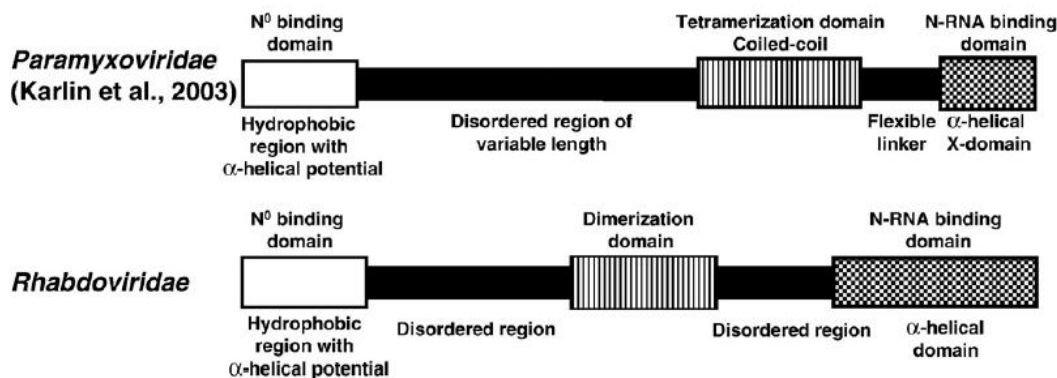 N⁰ binding
domain
Tetramerization domain
Coiled-coil
N-RNA binding
domain
Paramyxoviridae
(Karlin et al., 2003)
Hydrophobic
region with
α-helical potential
Disordered region of
variable length
Flexible
linker
α-helical
X-domain
N⁰ binding
domain
Dimerization
domain
N-RNA binding
domain
Rhabdoviridae
Hydrophobic
region with
α-helical potential
Disordered region
Disordered region
α-helical
domain